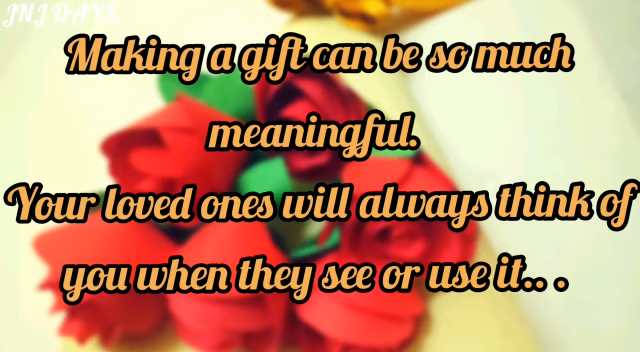 JNJ DAYS
Making a gift can be so much
meaningful.
Your loved ones will always think of
you when they see or use it.. .